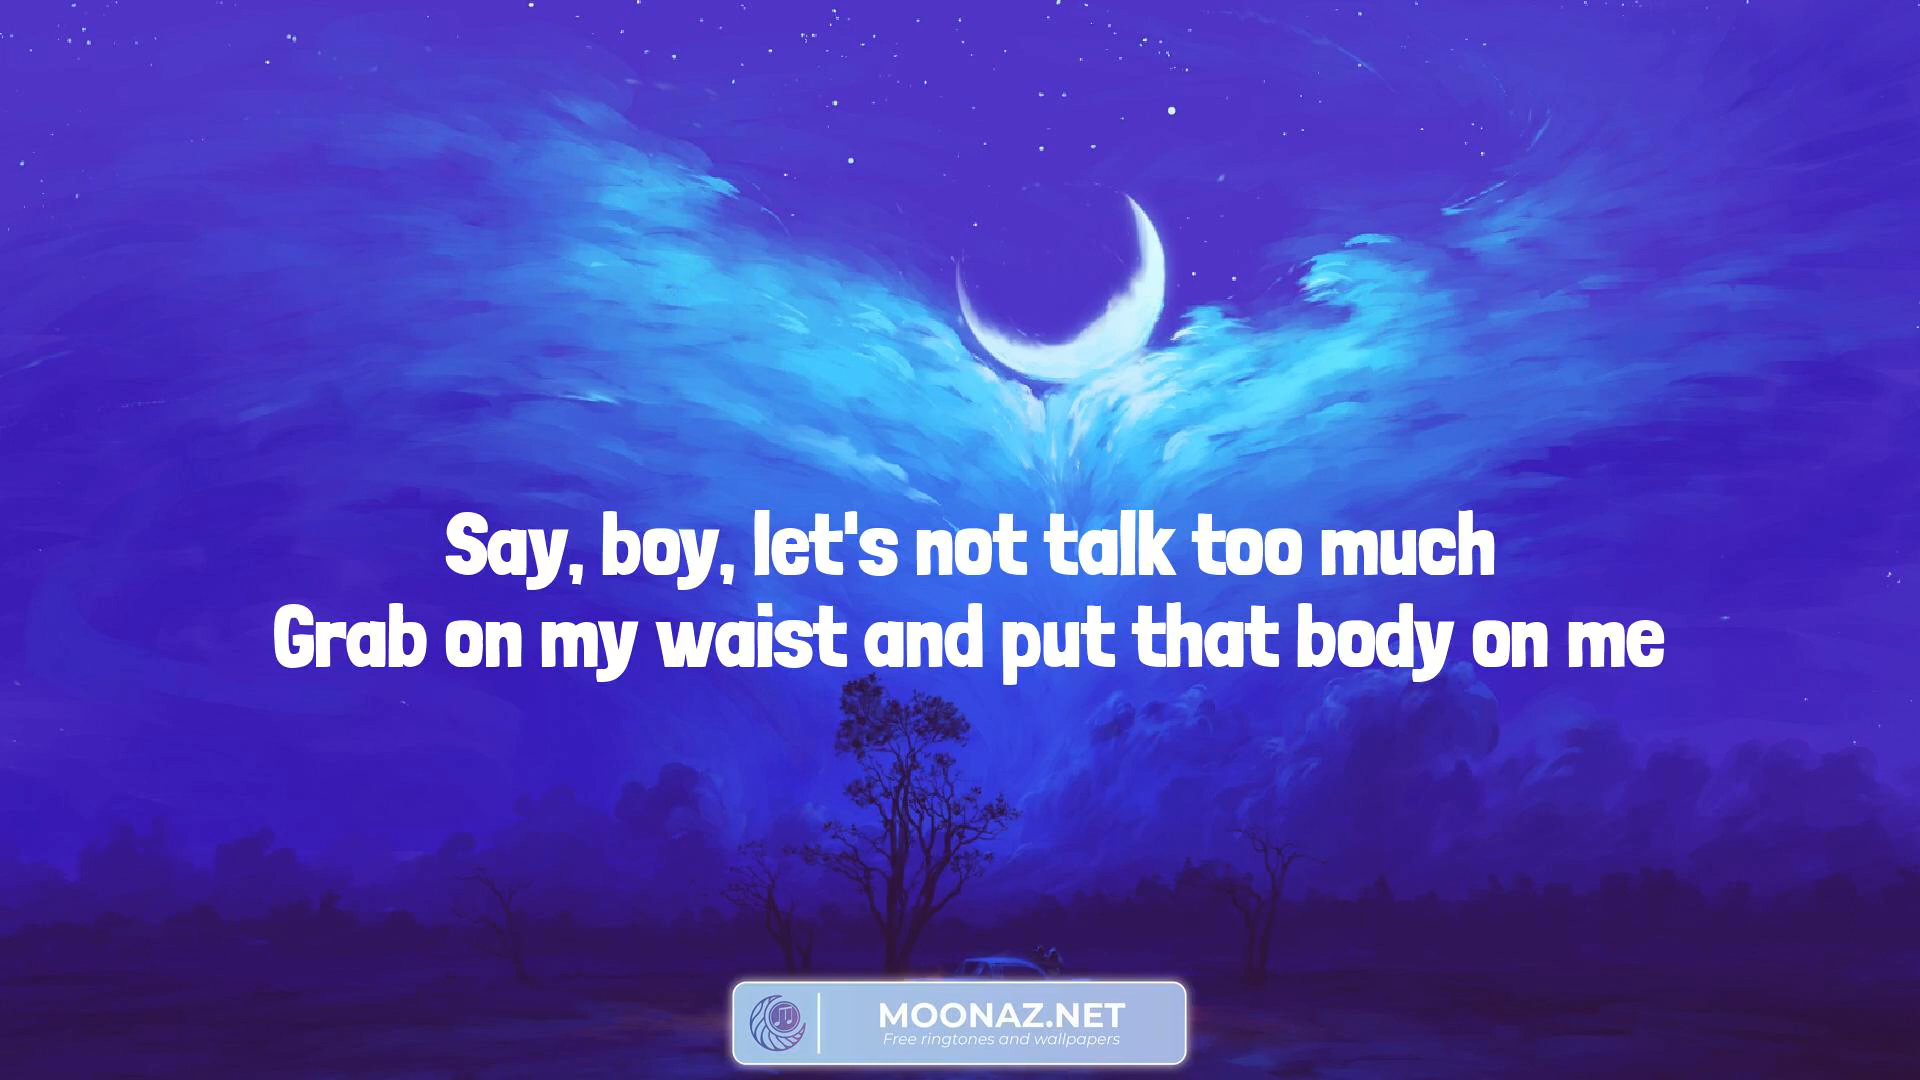 Say, boy, let's not talk too much
Grab on my waist and put that body on me
MOONAZ.NET
Free ringtones and wallpapers